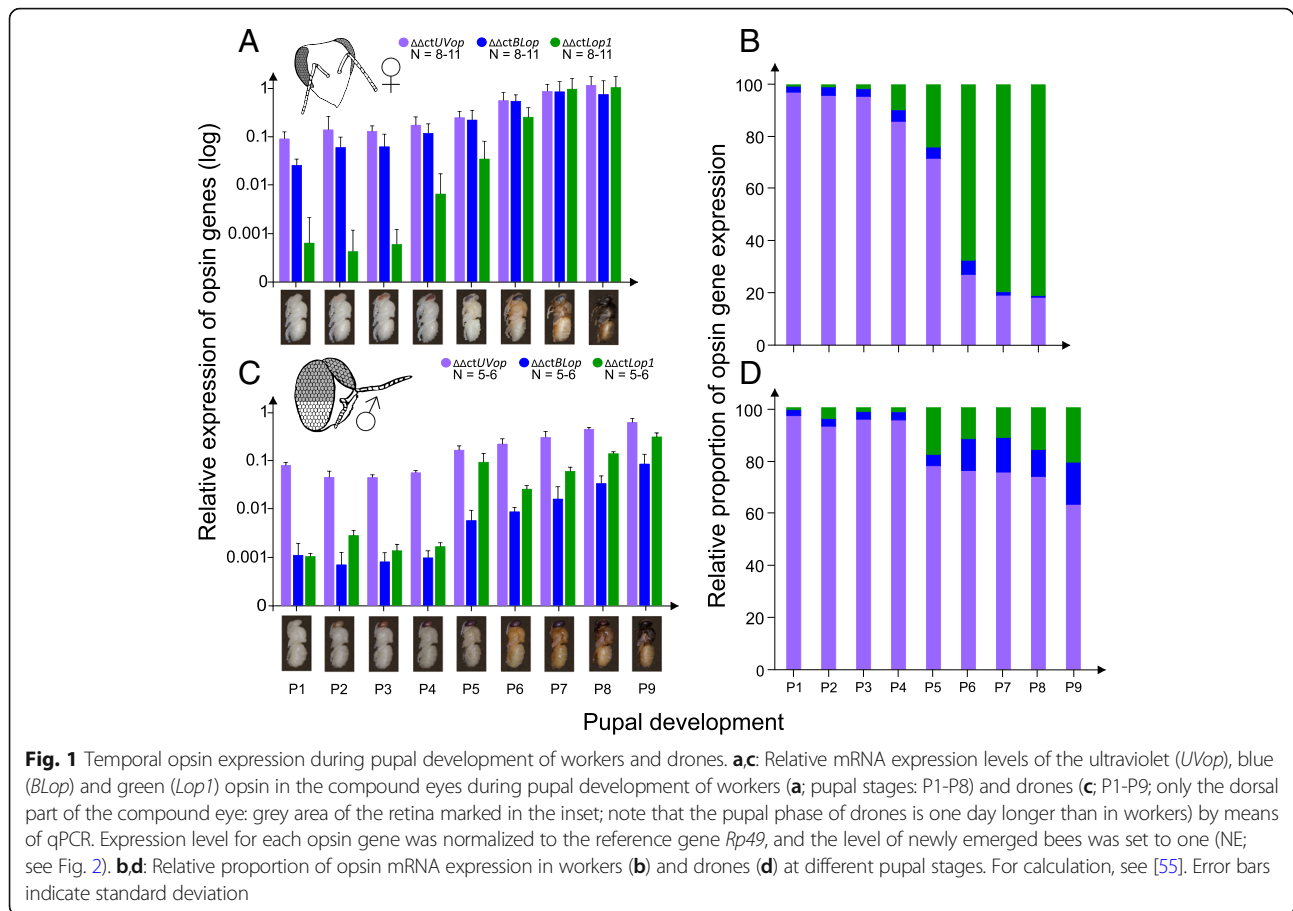 A
ΔΔctUVop ΔΔctBLop ΔΔctLop1
N = 8-11 N = 8-11 N = 8-11
♀
1
0.1
0.01
0.001
0
B
100
80
60
40
20
0
C
ΔΔctUVop ΔΔctBLop ΔΔctLop1
N = 5-6 N = 5-6 N = 5-6
♂
1
0.1
0.01
0.001
0
P1 P2 P3 P4 P5 P6 P7 P8 P9
Relative expression of opsin genes (log)
D
100
80
60
40
20
0
P1 P2 P3 P4 P5 P6 P7 P8 P9
Relative proportion of opsin gene expression
Pupal development
Fig. 1 Temporal opsin expression during pupal development of workers and drones. a,c: Relative mRNA expression levels of the ultraviolet (UVop), blue
(BLop) and green (Lop1) opsin in the compound eyes during pupal development of workers (a; pupal stages: P1-P8) and drones (c; P1-P9; only the dorsal
part of the compound eye: grey area of the retina marked in the inset; note that the pupal phase of drones is one day longer than in workers) by means
of qPCR. Expression level for each opsin gene was normalized to the reference gene Rp49, and the level of newly emerged bees was set to one (NE;
see Fig. 2). b,d: Relative proportion of opsin mRNA expression in workers (b) and drones (d) at different pupal stages. For calculation, see [55]. Error bars
indicate standard deviation